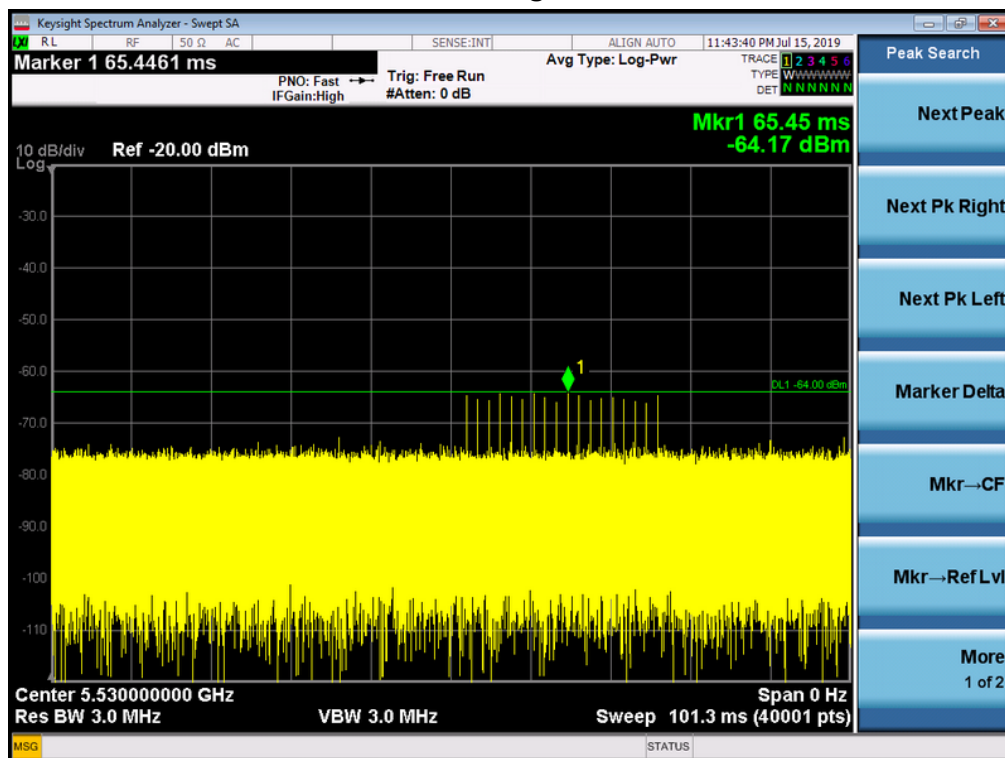 Keysight Spectrum Analyzer - Swept SA
LXI RL RF 50 Ω AC SENSE:INT ALIGN AUTO 11:43:40 PM Jul 15, 2019
Marker 1 65.4461 ms
PNO: Fast
IFGain:High
Trig: Free Run
#Atten: 0 dB
Avg Type: Log-Pwr
TRACE 1 2 3 4 5 6
TYPE WWWWWW
DET N N N N N N
Mkr1 65.45 ms
-64.17 dBm
10 dB/div Ref -20.00 dBm
Log
-30.0
-40.0
-50.0
-60.0
-70.0
-80.0
-90.0
-100
-110
1
DL1 -64.00 dBm
Center 5.530000000 GHz Span 0 Hz
Res BW 3.0 MHz VBW 3.0 MHz Sweep 101.3 ms (40001 pts)
MSG STATUS
Peak Search
Next Peak
Next Pk Right
Next Pk Left
Marker Delta
Mkr→CF
Mkr→Ref Lvl
More
1 of 2